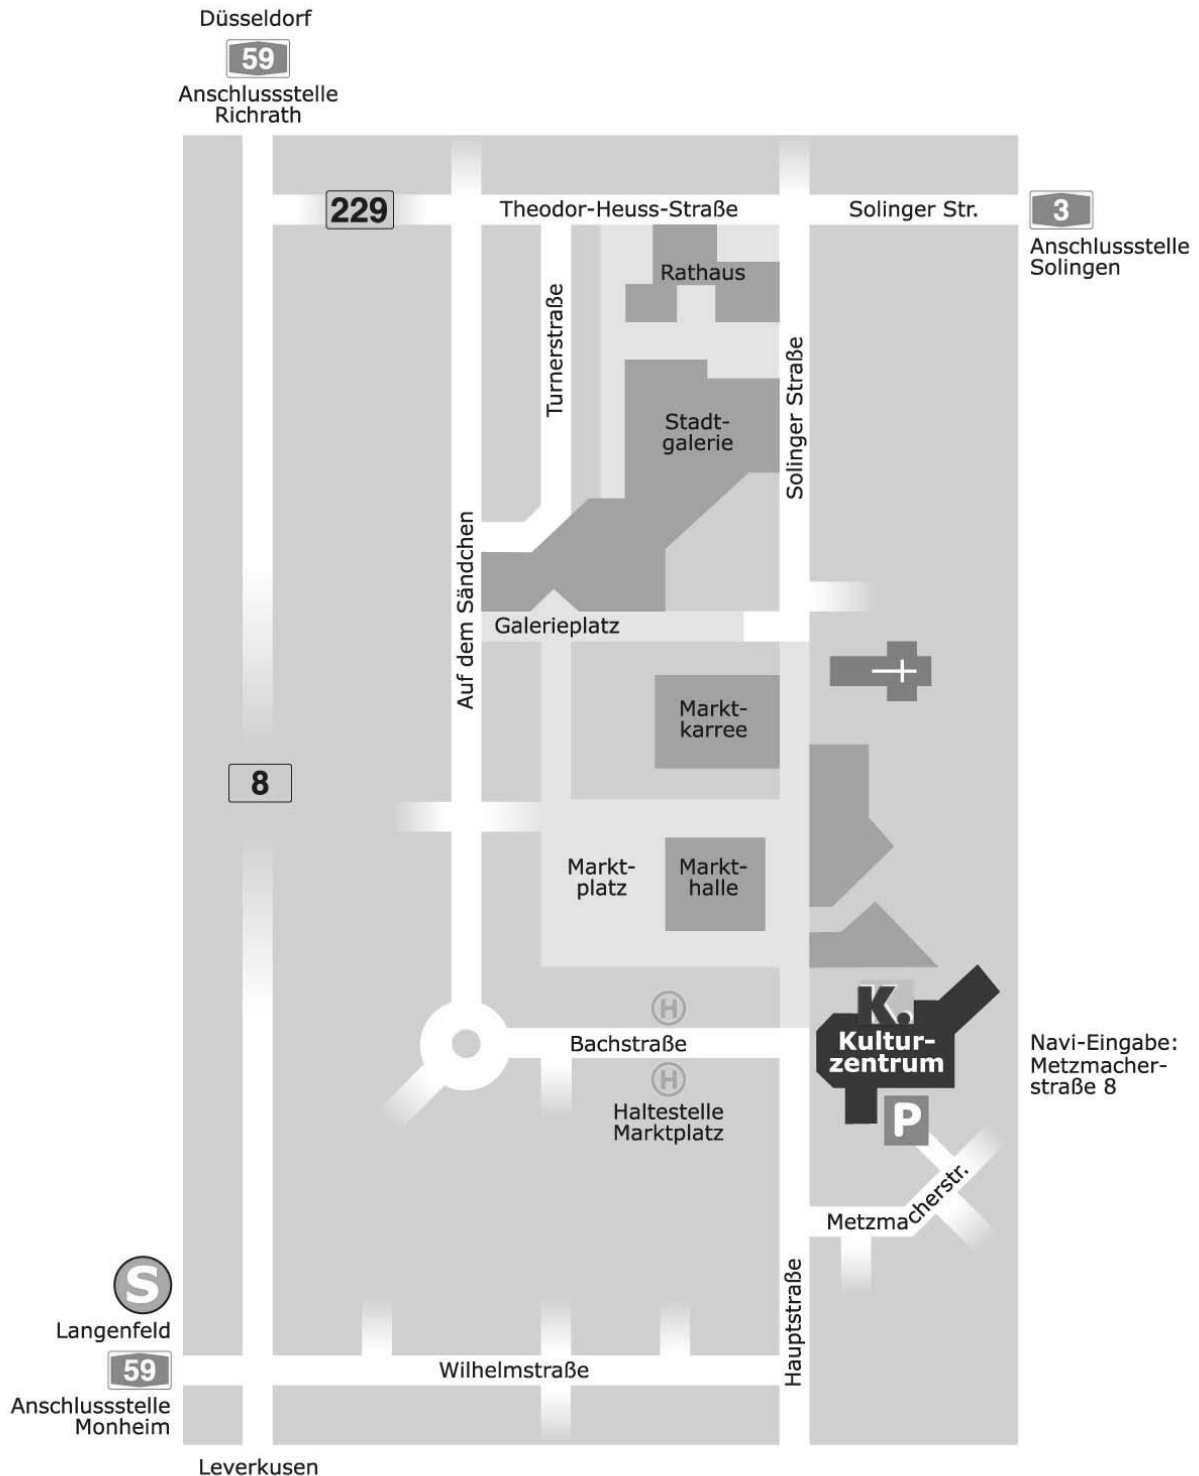 Düsseldorf
59
Anschlussstelle
Richrath
229
Theodor-Heuss-Straße
Solinger Str.
3
Anschlussstelle
Solingen
Rathaus
Turnerstraße
Solinger Straße
Stadt-
galerie
Auf dem Sändchen
Galerieplatz
Markt-
karree
8
Markt-
platz
Markt-
halle
H
K.
Bachstraße
Kultur-
zentrum
Navi-Eingabe:
Metzmacher-
straße 8
H
Haltestelle
Marktplatz
P
Metzmacherstr.
Hauptstraße
S
Langenfeld
59
Wilhelmstraße
Anschlussstelle
Monheim
Leverkusen